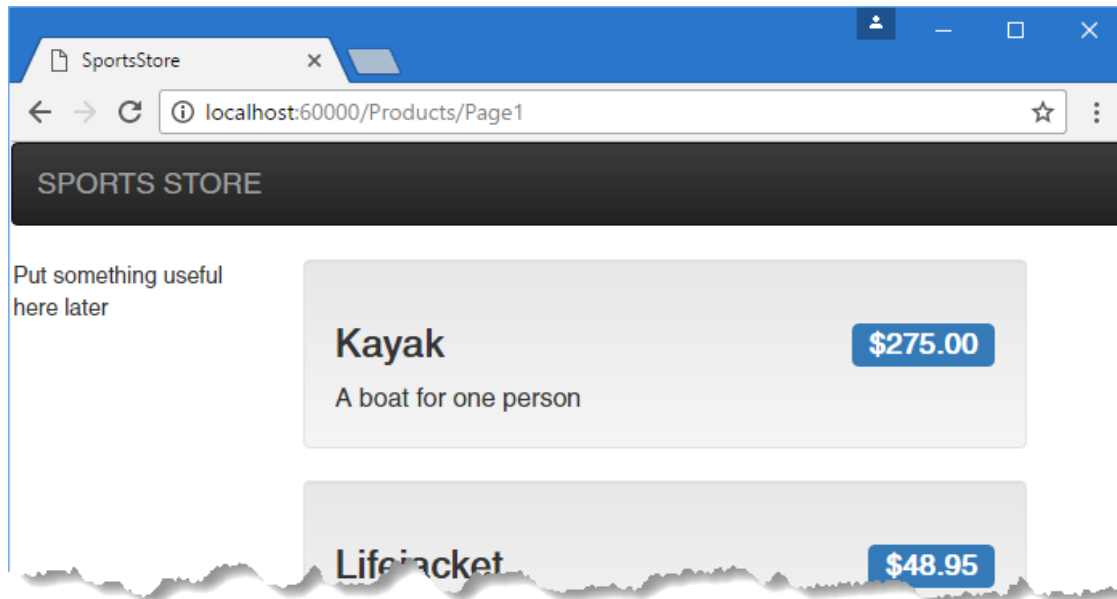 SportsStore
localhost:60000/Products/Page1
SPORTS STORE
Put something useful
here later
Kayak
$275.00
A boat for one person
Lifejacket
$48.95